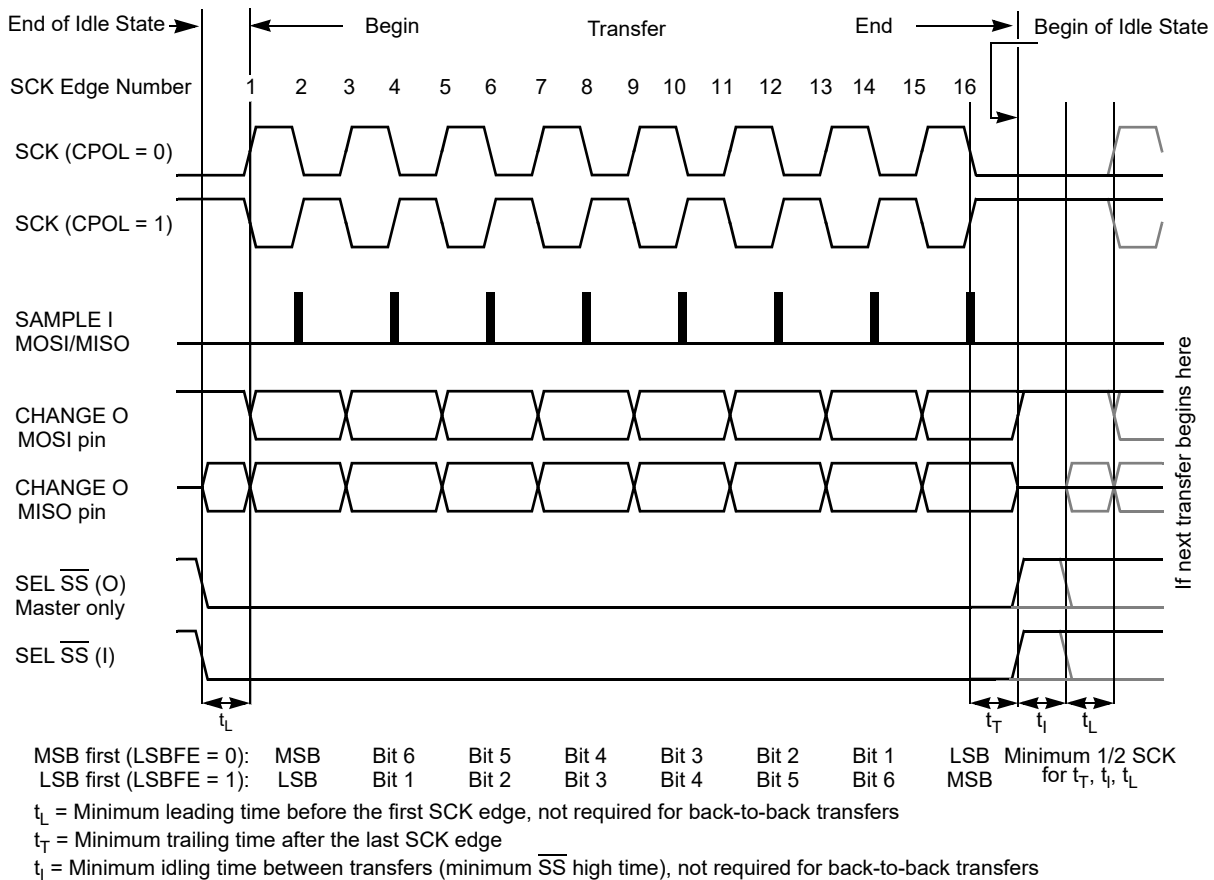 End of Idle State Begin Transfer End Begin of Idle State
SCK Edge Number 1 2 3 4 5 6 7 8 9 10 11 12 13 14 15 16
SCK (CPOL = 0)
SCK (CPOL = 1)
SAMPLE I
MOSI/MISO
CHANGE O
MOSI pin
CHANGE O
MISO pin
SEL S̅S̅ (O)
Master only
SEL S̅S̅ (I)
If next transfer begins here
tL tT tI tL
MSB first (LSBFE = 0): MSB Bit 6 Bit 5 Bit 4 Bit 3 Bit 2 Bit 1 LSB Minimum 1/2 SCK
LSB first (LSBFE = 1): LSB Bit 1 Bit 2 Bit 3 Bit 4 Bit 5 Bit 6 MSB for tT, tl, tL
tL = Minimum leading time before the first SCK edge, not required for back-to-back transfers
tT = Minimum trailing time after the last SCK edge
tI = Minimum idling time between transfers (minimum S̅S̅ high time), not required for back-to-back transfers